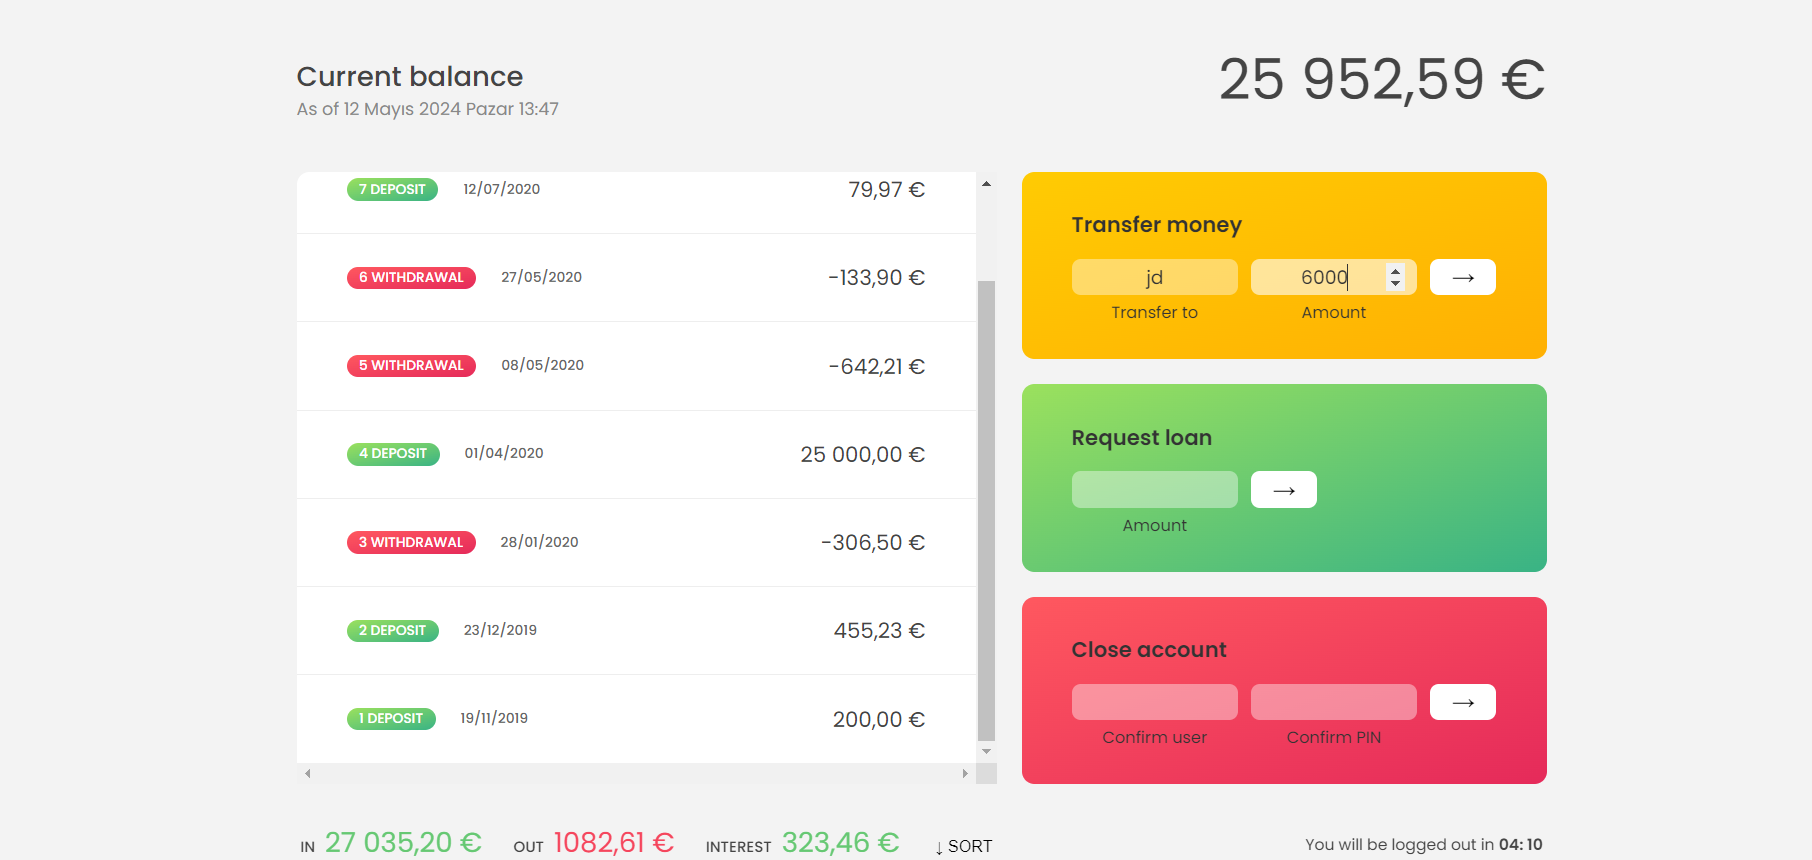 Current balance
As of 12 Mayıs 2024 Pazar 13:47
25 952,59 €
7 DEPOSIT 12/07/2020 79,97 €
6 WITHDRAWAL 27/05/2020 -133,90 €
5 WITHDRAWAL 08/05/2020 -642,21 €
4 DEPOSIT 01/04/2020 25 000,00 €
3 WITHDRAWAL 28/01/2020 -306,50 €
2 DEPOSIT 23/12/2019 455,23 €
1 DEPOSIT 19/11/2019 200,00 €
Transfer money
jd 6000 →
Transfer to Amount
Request loan
→
Amount
Close account
→
Confirm user Confirm PIN
IN 27 035,20 € OUT 1082,61 € INTEREST 323,46 € ↓ SORT
You will be logged out in 04: 10